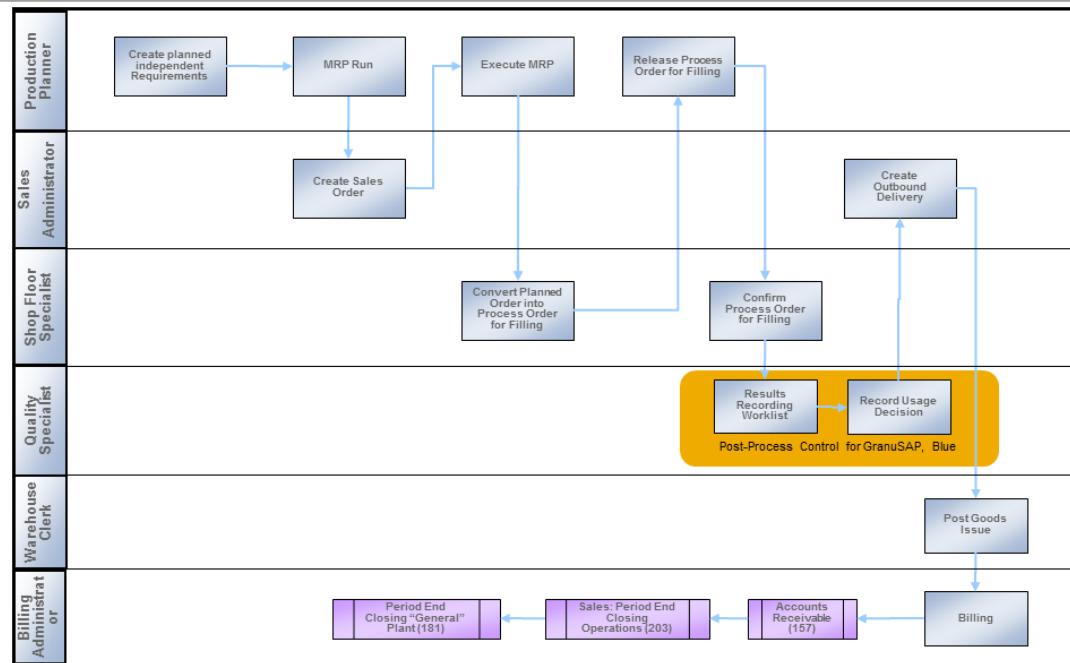 Production
Planner
Create planned
independent
Requirements
MRP Run
Execute MRP
Release Process
Order for Filling
Sales
Administrator
Create Sales
Order
Create
Outbound
Delivery
Shop Floor
Specialist
Convert Planned
Order into
Process Order
for Filling
Confirm
Process Order
for Filling
Quality
Specialist
Results
Recording
Worklist
Record Usage
Decision
Post-Process Control for GranuSAP, Blue
Warehouse
Clerk
Post Goods
Issue
Billing
Administrat
or
Period End
Closing “General”
Plant (181)
Sales: Period End
Closing
Operations (203)
Accounts
Receivable
(157)
Billing